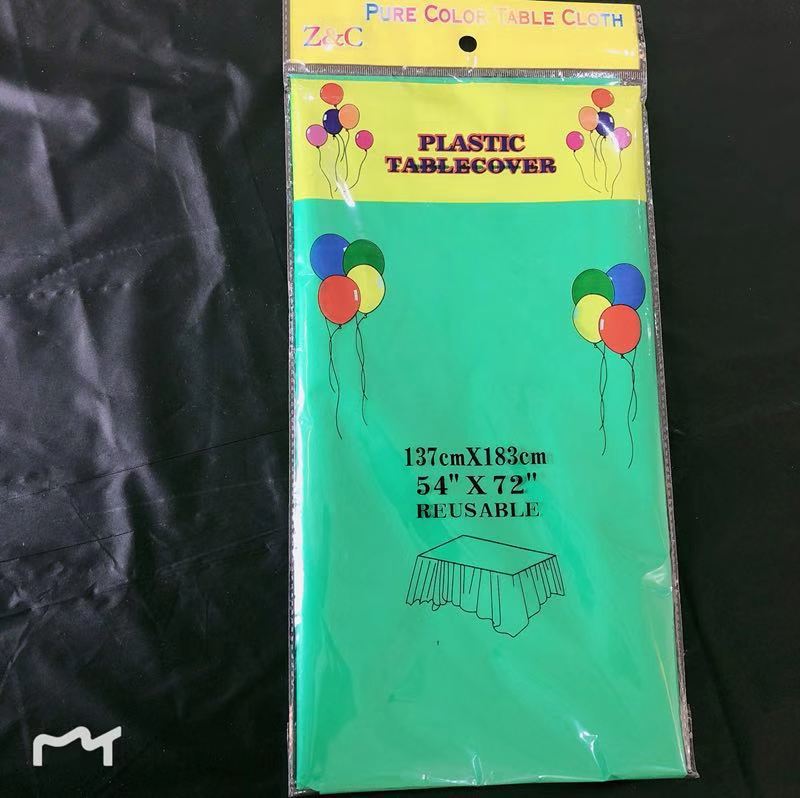 PURE COLOR TABLE CLOTH
Z&C
PLASTIC
TABLECOVER
137cmX183cm
54" X 72"
REUSABLE